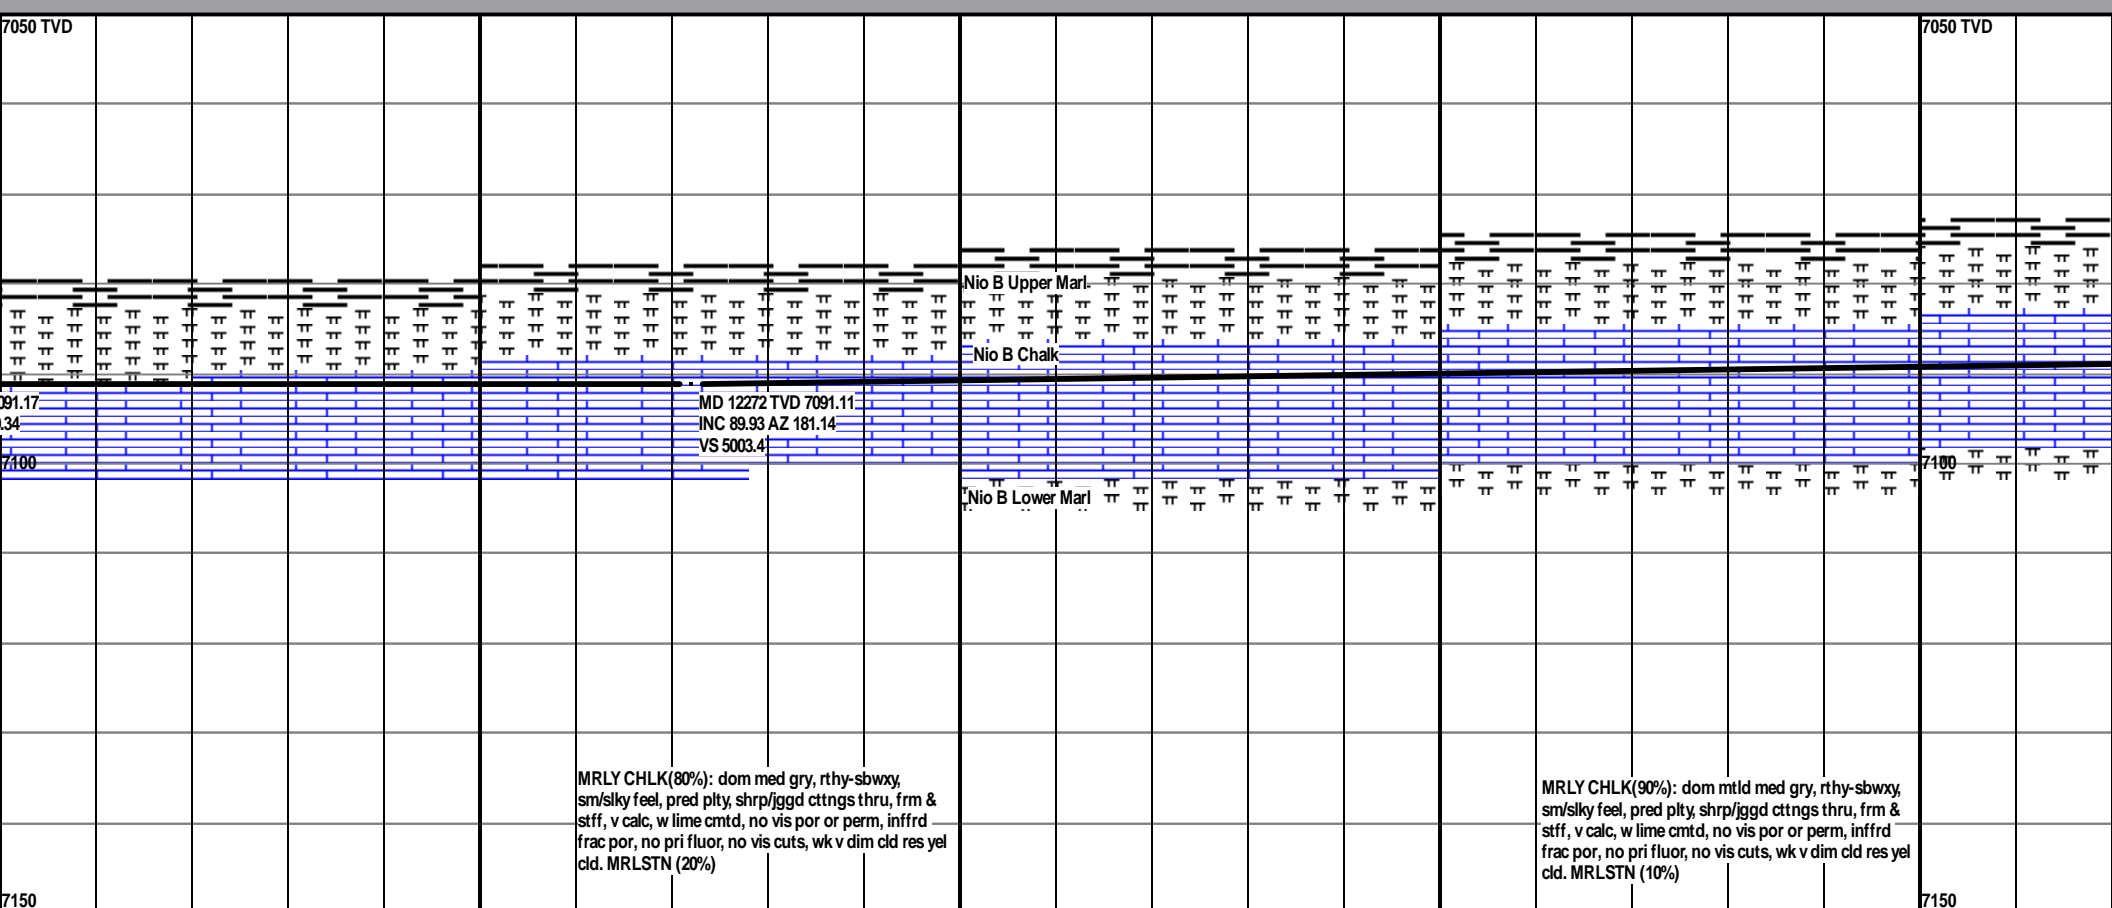 7050 TVD
7050 TVD
Nio B Upper Marl
Nio B Chalk
091.17
.34
MD 12272 TVD 7091.11
INC 89.93 AZ 181.14
VS 5003.4
7100
7100
Nio B Lower Marl
MRLY CHLK(80%): dom med gry, rthy-sbwxy,
sm/slky feel, pred plty, shrp/jggd cttngs thru, frm &
stff, v calc, w lime cmtd, no vis por or perm, inffrd
frac por, no pri fluor, no vis cuts, wk v dim cld res yel
cld. MRLSTN (20%)
MRLY CHLK(90%): dom mtld med gry, rthy-sbwxy,
sm/slky feel, pred plty, shrp/jggd cttngs thru, frm &
stff, v calc, w lime cmtd, no vis por or perm, inffrd
frac por, no pri fluor, no vis cuts, wk v dim cld res yel
cld. MRLSTN (10%)
7150
7150